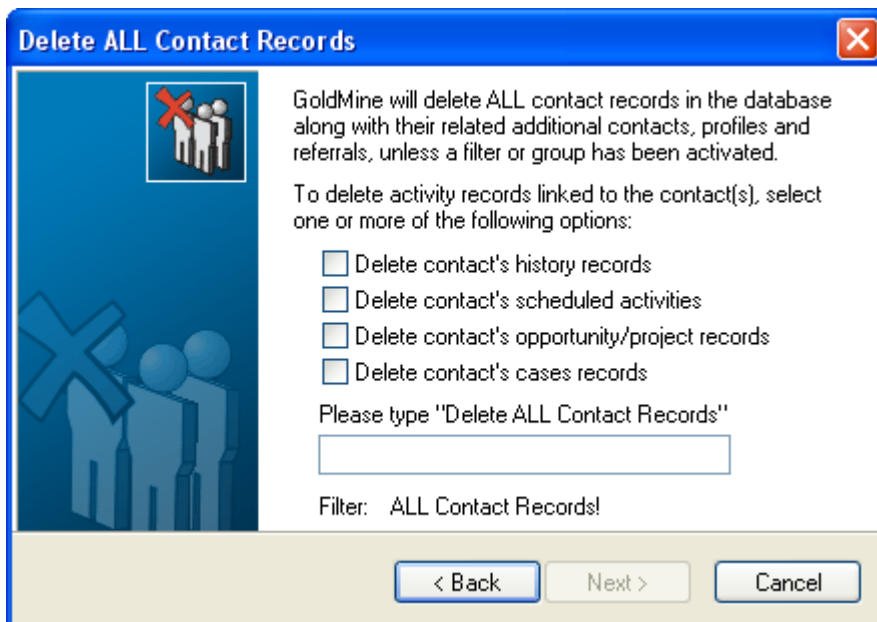 Delete ALL Contact Records
GoldMine will delete ALL contact records in the database
along with their related additional contacts, profiles and
referrals, unless a filter or group has been activated.
To delete activity records linked to the contact(s), select
one or more of the following options:
Delete contact's history records
Delete contact's scheduled activities
Delete contact's opportunity/project records
Delete contact's cases records
Please type "Delete ALL Contact Records"
Filter: ALL Contact Records!
< Back Next > Cancel